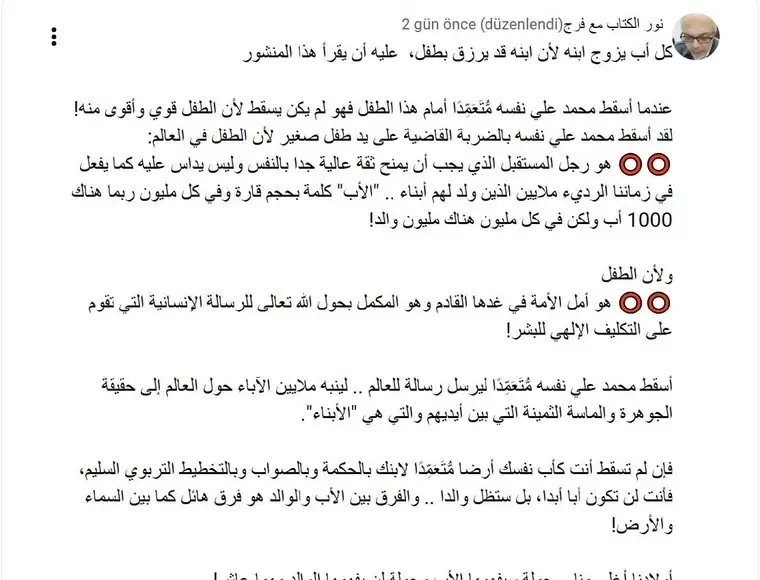 نور الكتاب مع فرج 2 gün önce (düzenlendi)
كل أب يزوج ابنه لأن ابنه قد يرزق بطفل، عليه أن يقرأ هذا المنشور
عندما أسقط محمد علي نفسه مُتَعَمِّدًا أمام هذا الطفل فهو لم يكن يسقط لأن الطفل قوي وأقوى منه!
لقد أسقط محمد علي نفسه بالضربة القاضية على يد طفل صغير لأن الطفل في العالم:
⭕⭕ هو رجل المستقبل الذي يجب أن يمنح ثقة عالية جدا بالنفس وليس يداس عليه كما يفعل
في زماننا الرديء ملايين الذين ولد لهم أبناء .. "الأب" كلمة بحجم قارة وفي كل مليون ربما هناك
1000 أب ولكن في كل مليون هناك مليون والد!
ولأن الطفل
⭕⭕ هو أمل الأمة في غدها القادم وهو المكمل بحول الله تعالى للرسالة الإنسانية التي تقوم
على التكليف الإلهي للبشر!
أسقط محمد علي نفسه مُتَعَمِّدًا ليرسل رسالة للعالم .. لينبه ملايين الآباء حول العالم إلى حقيقة
الجوهرة والماسة الثمينة التي بين أيديهم والتي هي "الأبناء".
فإن لم تسقط أنت كأب نفسك أرضا مُتَعَمِّدًا لابنك بالحكمة وبالصواب وبالتخطيط التربوي السليم،
فأنت لن تكون أبا أبدا، بل ستظل والدا .. والفرق بين الأب والوالد هو فرق هائل كما بين السماء
والأرض!